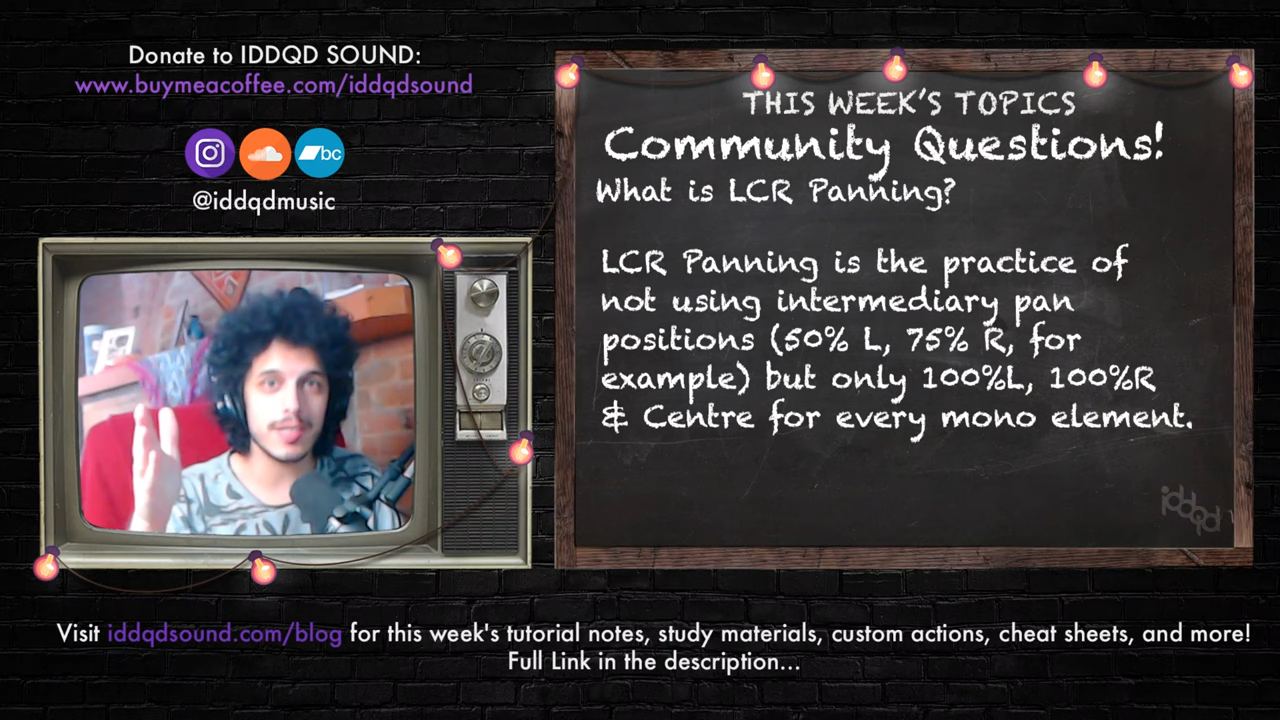 Donate to IDDQD SOUND:
www.buymeacoffee.com/iddqdsound
bc
@iddqdmusic
THIS WEEK'S TOPICS
Community Questions!
What is LCR Panning?
LCR Panning is the practice of
not using intermediary pan
positions (50% L, 75% R, for
example) but only 100%L, 100%R
& Centre for every mono element.
iddqd
Visit iddqdsound.com/blog for this week's tutorial notes, study materials, custom actions, cheat sheets, and more!
Full Link in the description...